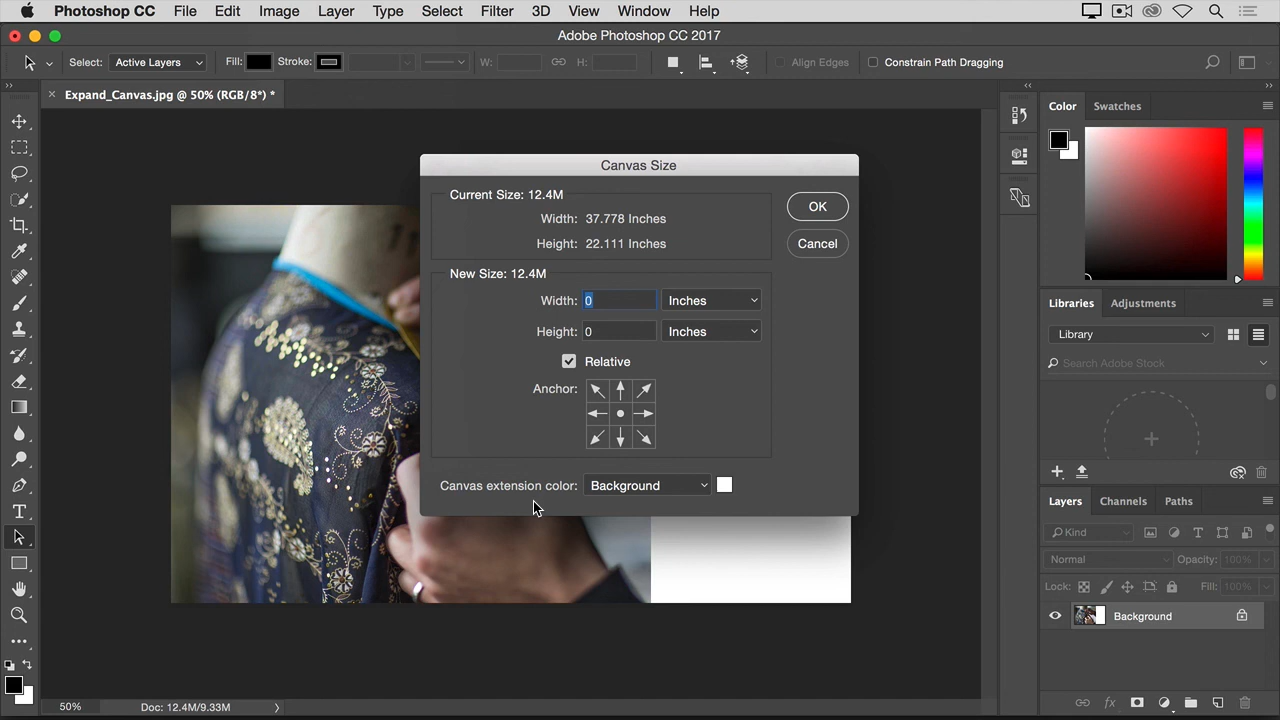 Photoshop CC File Edit Image Layer Type Select Filter 3D View Window Help
Adobe Photoshop CC 2017
Select: Active Layers Fill: Stroke: W: H: Align Edges Constrain Path Dragging
Expand_Canvas.jpg @ 50% (RGB/8*) *
Color Swatches
Canvas Size
Current Size: 12.4M
Width: 37.778 Inches
Height: 22.111 Inches
OK
Cancel
New Size: 12.4M
Width: 0 Inches
Height: 0 Inches
Relative
Anchor:
Canvas extension color: Background
Libraries Adjustments
Library
Search Adobe Stock
Layers Channels Paths
Kind
Normal Opacity: 100%
Lock: Fill: 100%
Background
50% Doc: 12.4M/9.33M